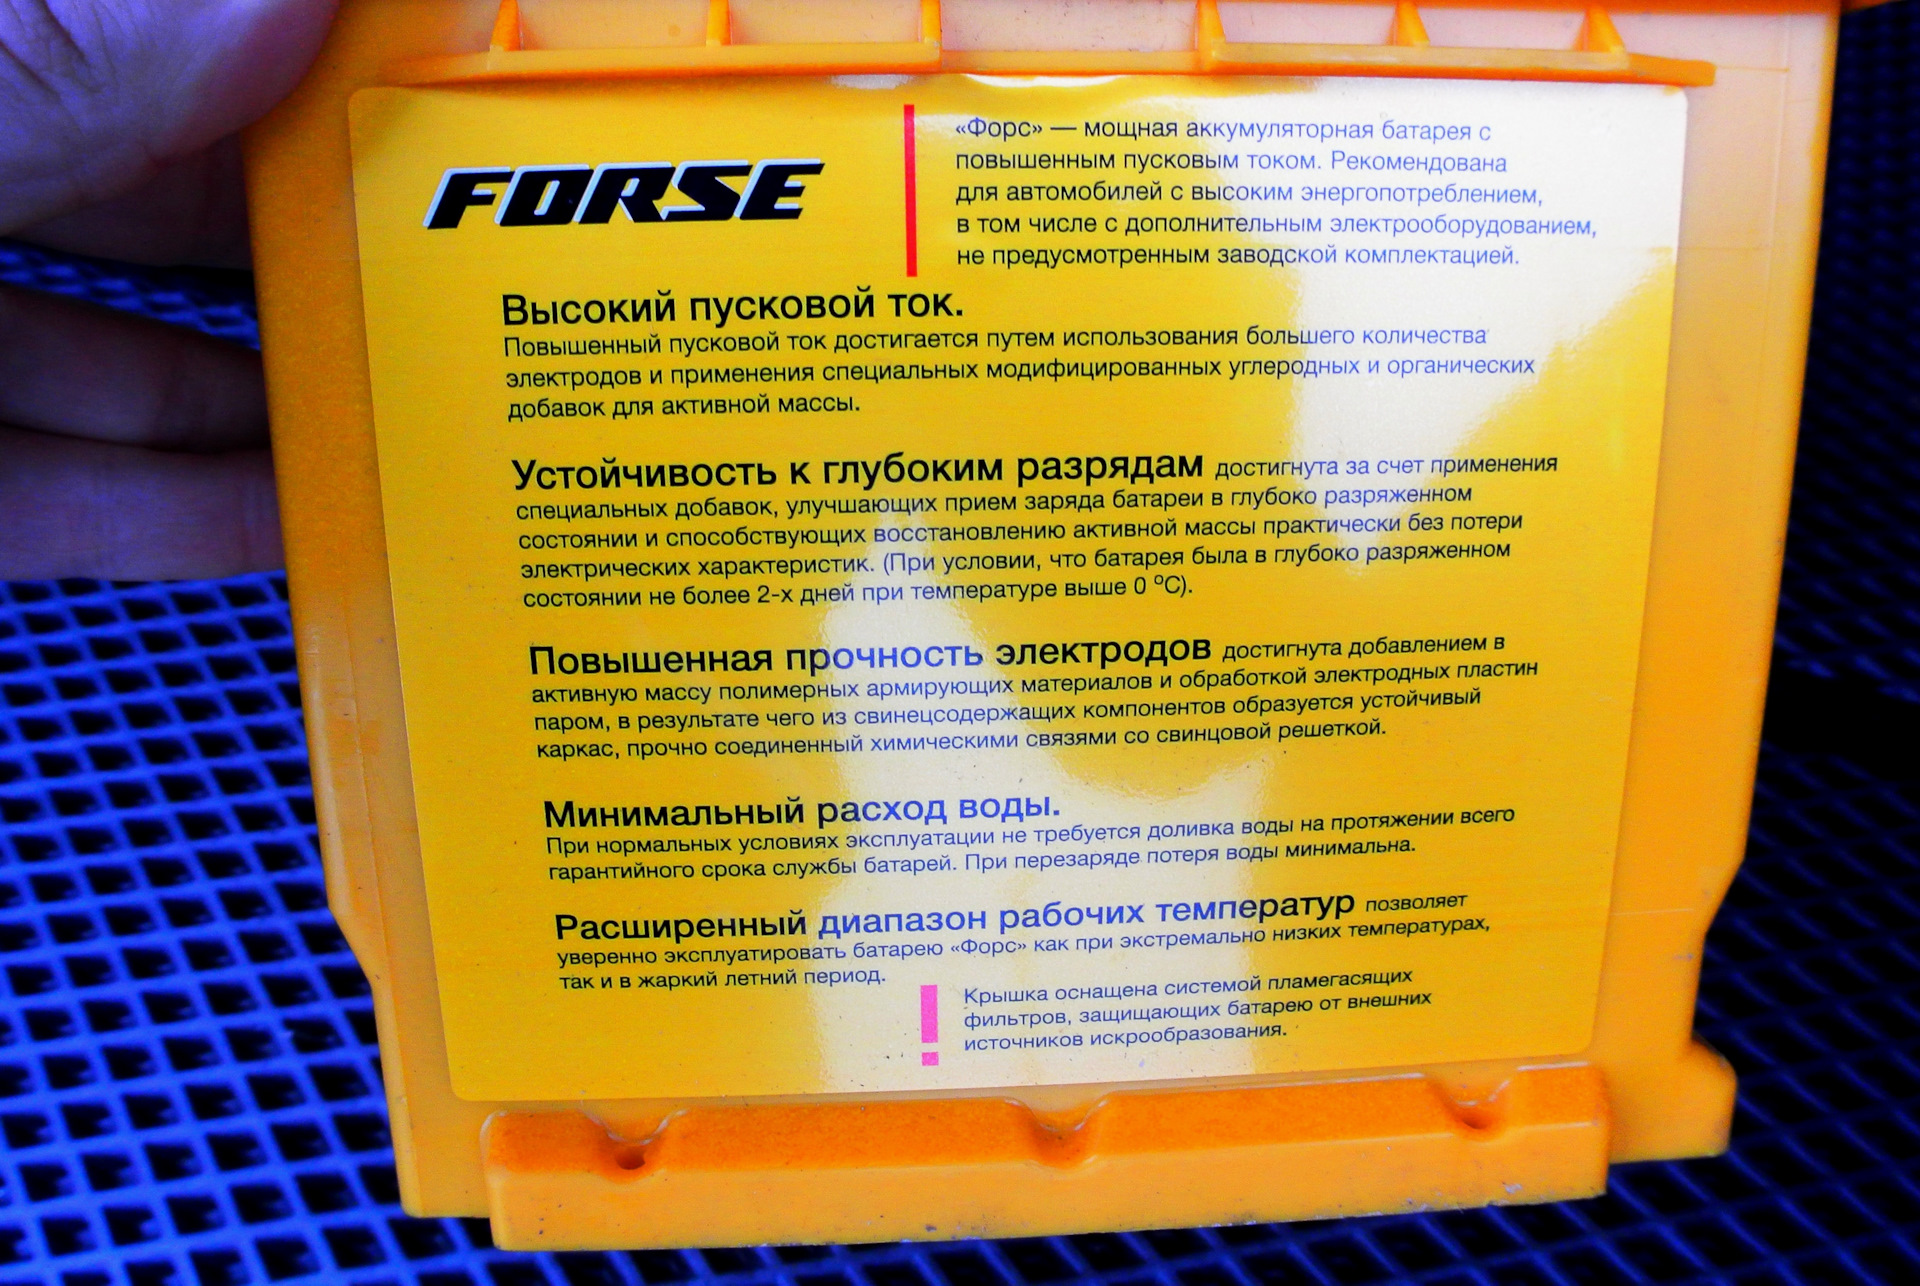 FORSE
«Форс» — мощная аккумуляторная батарея с
повышенным пусковым током. Рекомендована
для автомобилей с высоким энергопотреблением,
в том числе с дополнительным электрооборудованием,
не предусмотренным заводской комплектацией.
Высокий пусковой ток.
Повышенный пусковой ток достигается путем использования большего количества
электродов и применения специальных модифицированных углеродных и органических
добавок для активной массы.
Устойчивость к глубоким разрядам достигнута за счет применения
специальных добавок, улучшающих прием заряда батареи в глубоко разряженном
состоянии и способствующих восстановлению активной массы практически без потери
электрических характеристик. (При условии, что батарея была в глубоко разряженном
состоянии не более 2-х дней при температуре выше 0 °С).
Повышенная прочность электродов достигнута добавлением в
активную массу полимерных армирующих материалов и обработкой электродных пластин
паром, в результате чего из свинецсодержащих компонентов образуется устойчивый
каркас, прочно соединенный химическими связями со свинцовой решеткой.
Минимальный расход воды.
При нормальных условиях эксплуатации не требуется доливка воды на протяжении всего
гарантийного срока службы батарей. При перезаряде потеря воды минимальна.
Расширенный диапазон рабочих температур позволяет
уверенно эксплуатировать батарею «Форс» как при экстремально низких температурах,
так и в жаркий летний период.
! Крышка оснащена системой пламегасящих
фильтров, защищающих батарею от внешних
источников искрообразования.